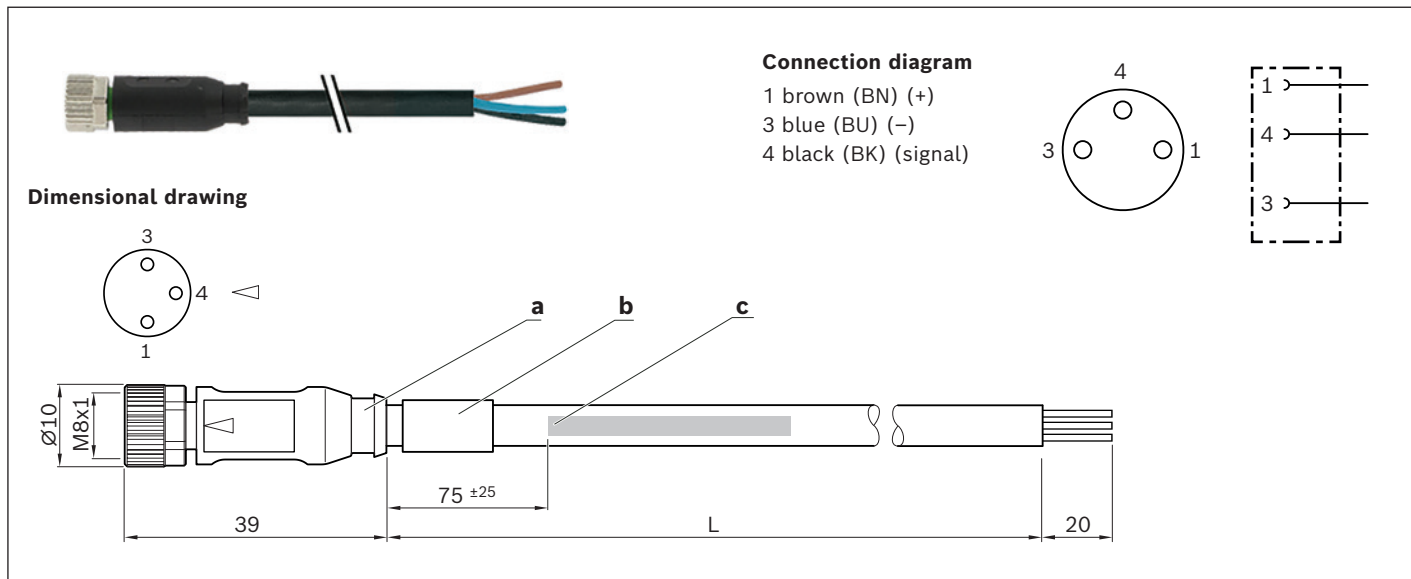 Connection diagram
1 brown (BN) (+)
3 blue (BU) (–)
4 black (BK) (signal)
4
3
1
1
4
3
Dimensional drawing
3
4
1
a
b
c
Ø10
M8x1
75 ±25
39
L
20